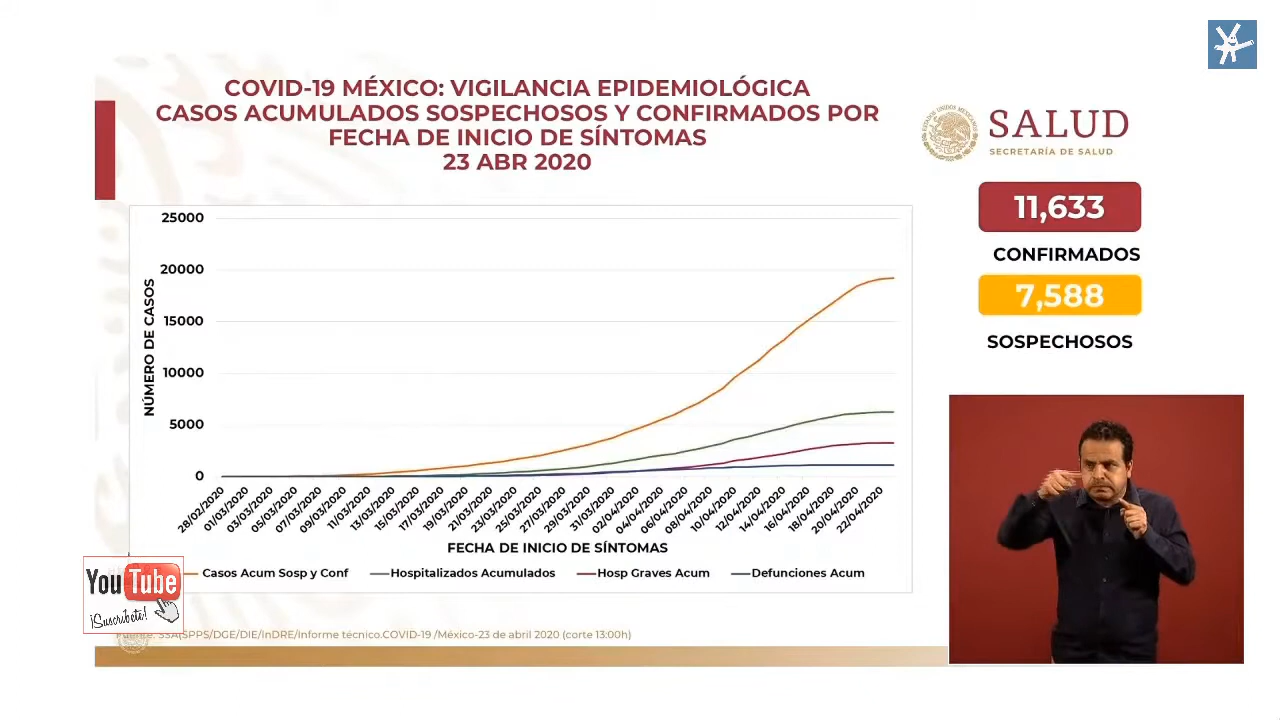 COVID-19 MÉXICO: VIGILANCIA EPIDEMIOLÓGICA
CASOS ACUMULADOS SOSPECHOSOS Y CONFIRMADOS POR
FECHA DE INICIO DE SÍNTOMAS
23 ABR 2020
SALUD
SECRETARÍA DE SALUD
11,633
CONFIRMADOS
7,588
SOSPECHOSOS
NÚMERO DE CASOS
25000
20000
15000
10000
5000
0
28/02/2020
01/03/2020
03/03/2020
05/03/2020
07/03/2020
09/03/2020
11/03/2020
13/03/2020
15/03/2020
17/03/2020
19/03/2020
21/03/2020
23/03/2020
25/03/2020
27/03/2020
29/03/2020
31/03/2020
02/04/2020
04/04/2020
06/04/2020
08/04/2020
10/04/2020
12/04/2020
14/04/2020
16/04/2020
18/04/2020
20/04/2020
22/04/2020
FECHA DE INICIO DE SÍNTOMAS
Casos Acum Sosp y Conf
Hospitalizados Acumulados
Hosp Graves Acum
Defunciones Acum
YouTube
¡Suscríbete!
Fuente: SSA(SPPS/DGE/DIE/InDRE/Informe técnico.COVID-19 /México-23 de abril 2020 (corte 13:00h)